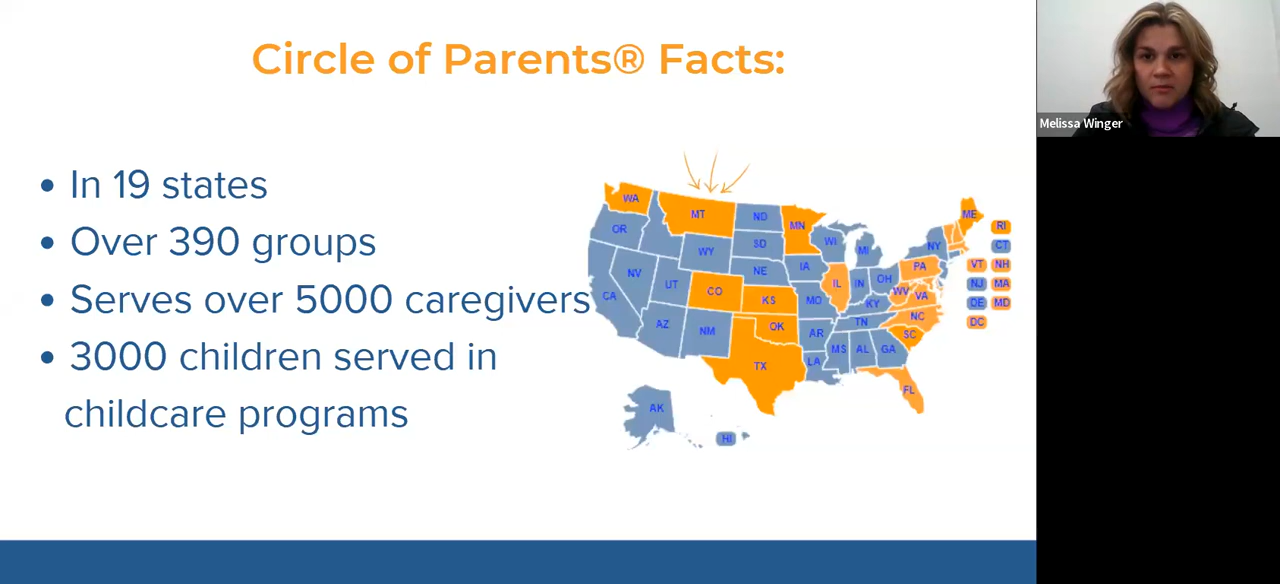 Circle of Parents® Facts:
Melissa Winger
• In 19 states
• Over 390 groups
• Serves over 5000 caregivers
• 3000 children served in
childcare programs
WA
MT
ND
MN
ME
RI
OR
SD
WI
MI
NY
CT
WY
NV
IA
PA
VT
NH
NE
OH
UT
CO
IL
IN
NJ
MA
CA
KS
MO
WV
VA
DE
MD
KY
NC
DC
AZ
NM
OK
TN
AR
SC
MS
AL
GA
LA
TX
FL
AK
HI